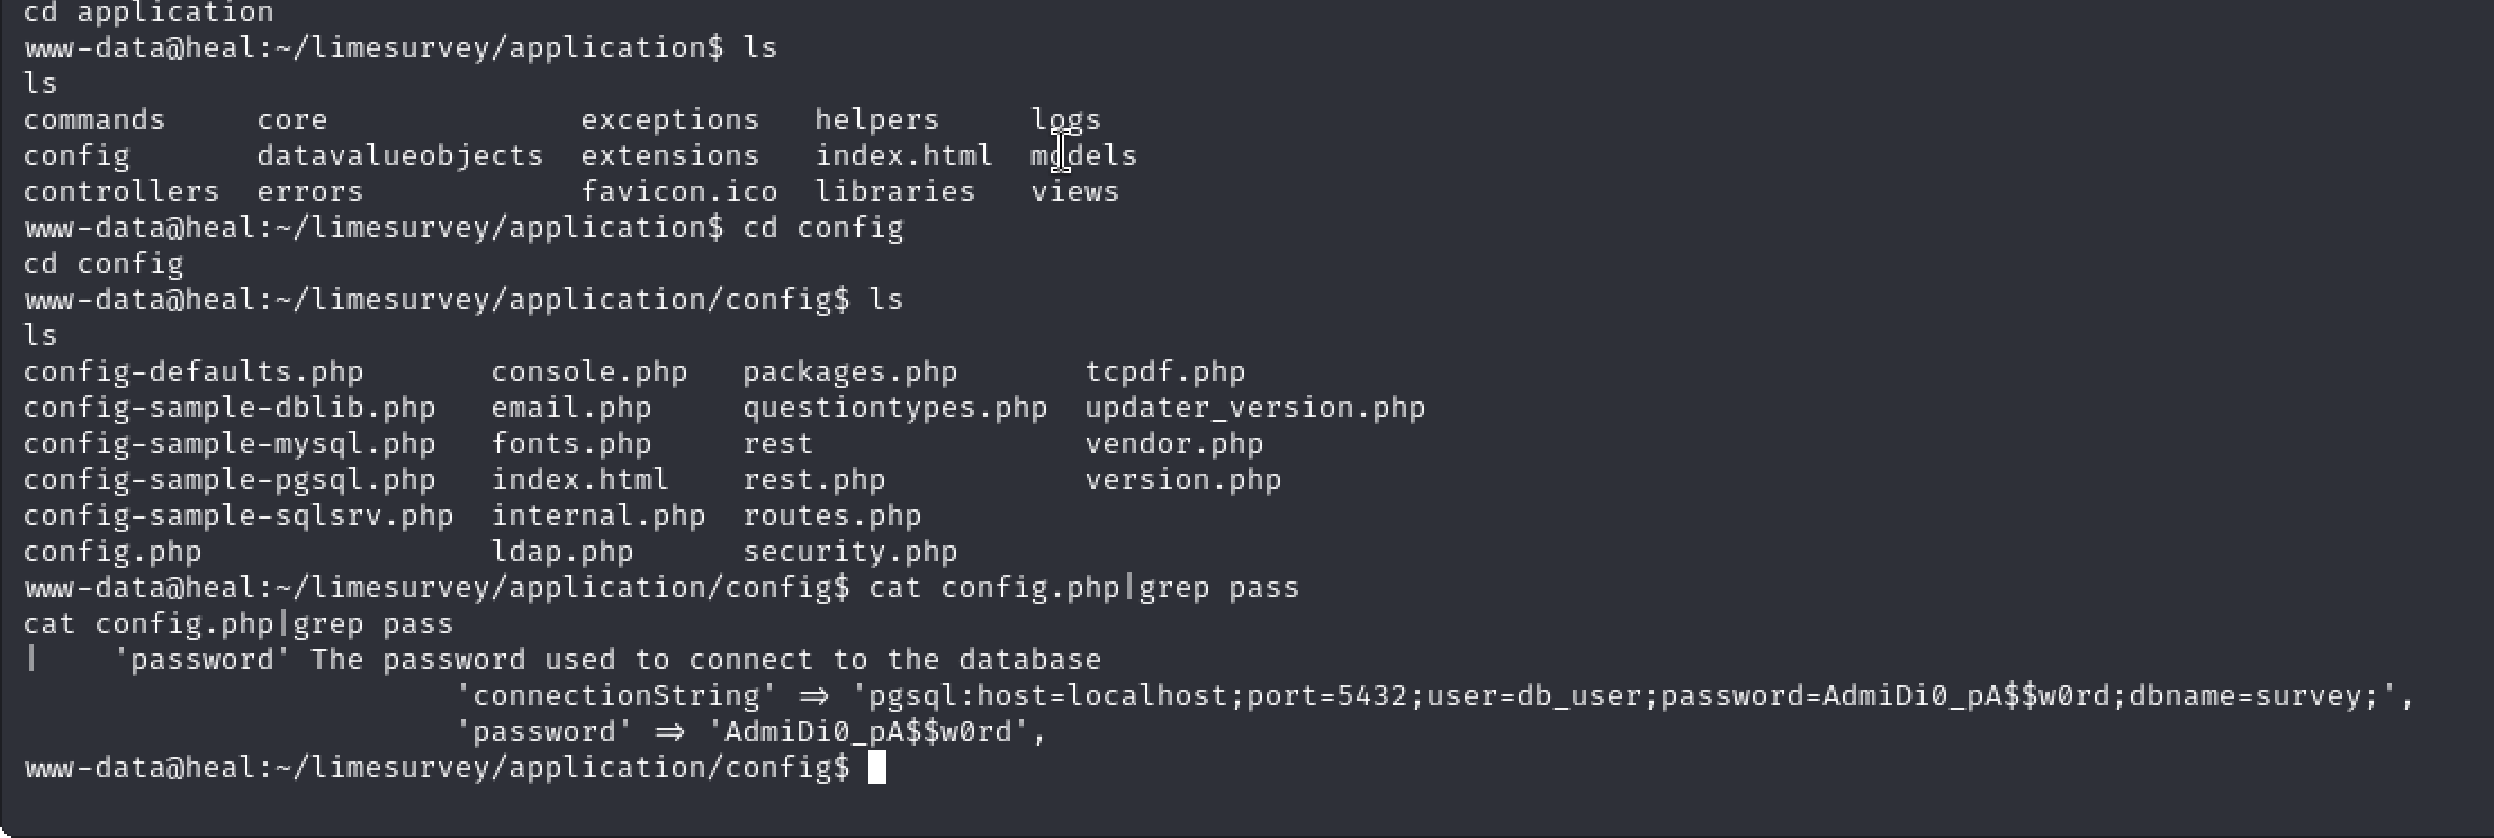 cd application
www-data@heal:~/limesurvey/application$ ls
ls
commands     core              exceptions   helpers     logs
config       datavalueobjects  extensions   index.html  models
controllers  errors            favicon.ico  libraries   views
www-data@heal:~/limesurvey/application$ cd config
cd config
www-data@heal:~/limesurvey/application/config$ ls
ls
config-defaults.php       console.php   packages.php       tcpdf.php
config-sample-dblib.php   email.php     questiontypes.php  updater_version.php
config-sample-mysql.php   fonts.php     rest               vendor.php
config-sample-pgsql.php   index.html    rest.php           version.php
config-sample-sqlsrv.php  internal.php  routes.php
config.php                ldap.php      security.php
www-data@heal:~/limesurvey/application/config$ cat config.php|grep pass
cat config.php|grep pass
|    'password' The password used to connect to the database
                        'connectionString' => 'pgsql:host=localhost;port=5432;user=db_user;password=AdmiDi0_pA$$w0rd;dbname=survey;',
                        'password' => 'AdmiDi0_pA$$w0rd',
www-data@heal:~/limesurvey/application/config$